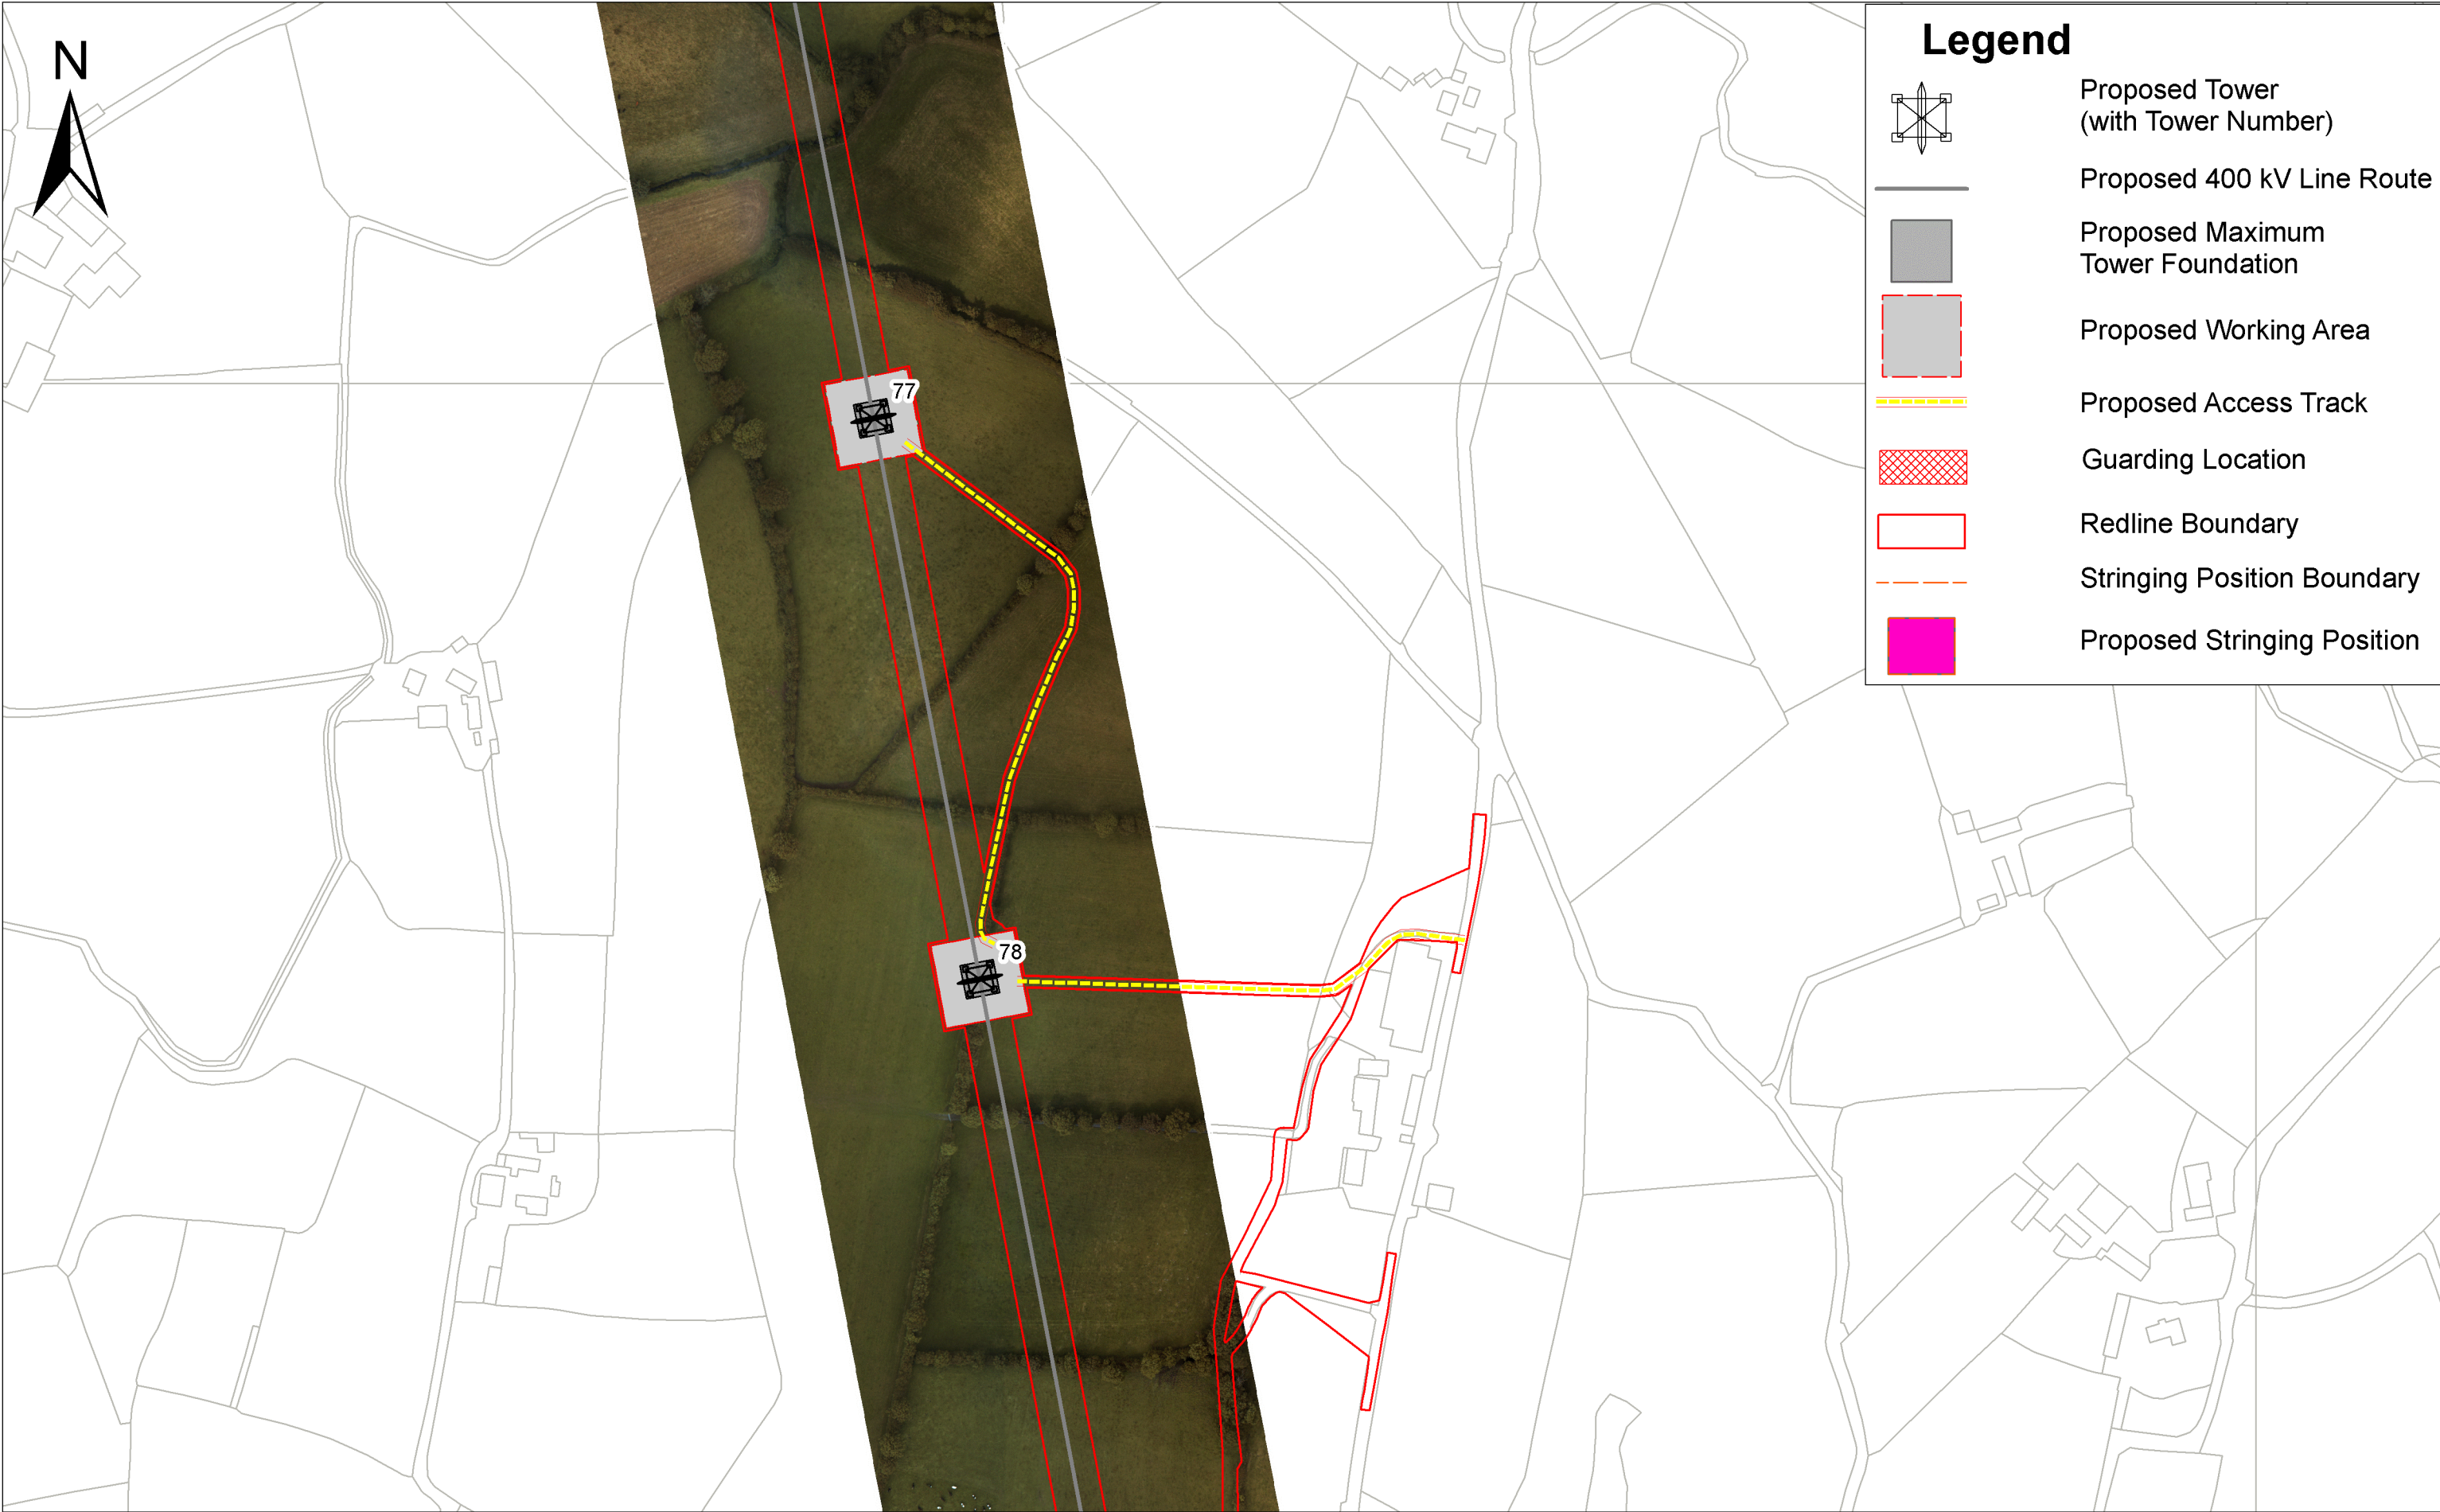 N
77
78
Legend
Proposed Tower
(with Tower Number)
Proposed 400 kV Line Route
Proposed Maximum
Tower Foundation
Proposed Working Area
Proposed Access Track
Guarding Location
Redline Boundary
Stringing Position Boundary
Proposed Stringing Position